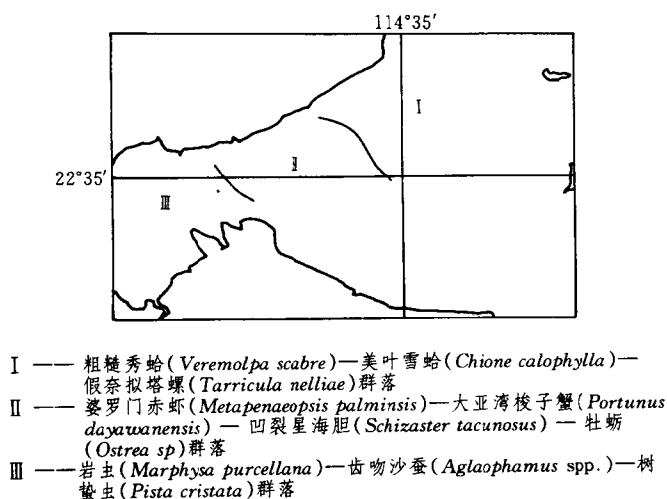 114°35′
I
II
22°35′
III
I —— 粗糙秀蛤(Veremolpa scabre)—美叶雪蛤(Chione calophylla)—
假奈拟塔螺(Tarricula nelliae)群落
II —— 婆罗门赤虾(Metapenaeopsis palminsis)—大亚湾梭子蟹(Portunus
dayawanensis) — 凹裂星海胆(Schizaster tacunosus) — 牡蛎
(Ostrea sp)群落
III ——岩虫(Marphysa purcellana)—齿吻沙蚕(Aglaophamus spp.)—树
蛰虫(Pista cristata)群落